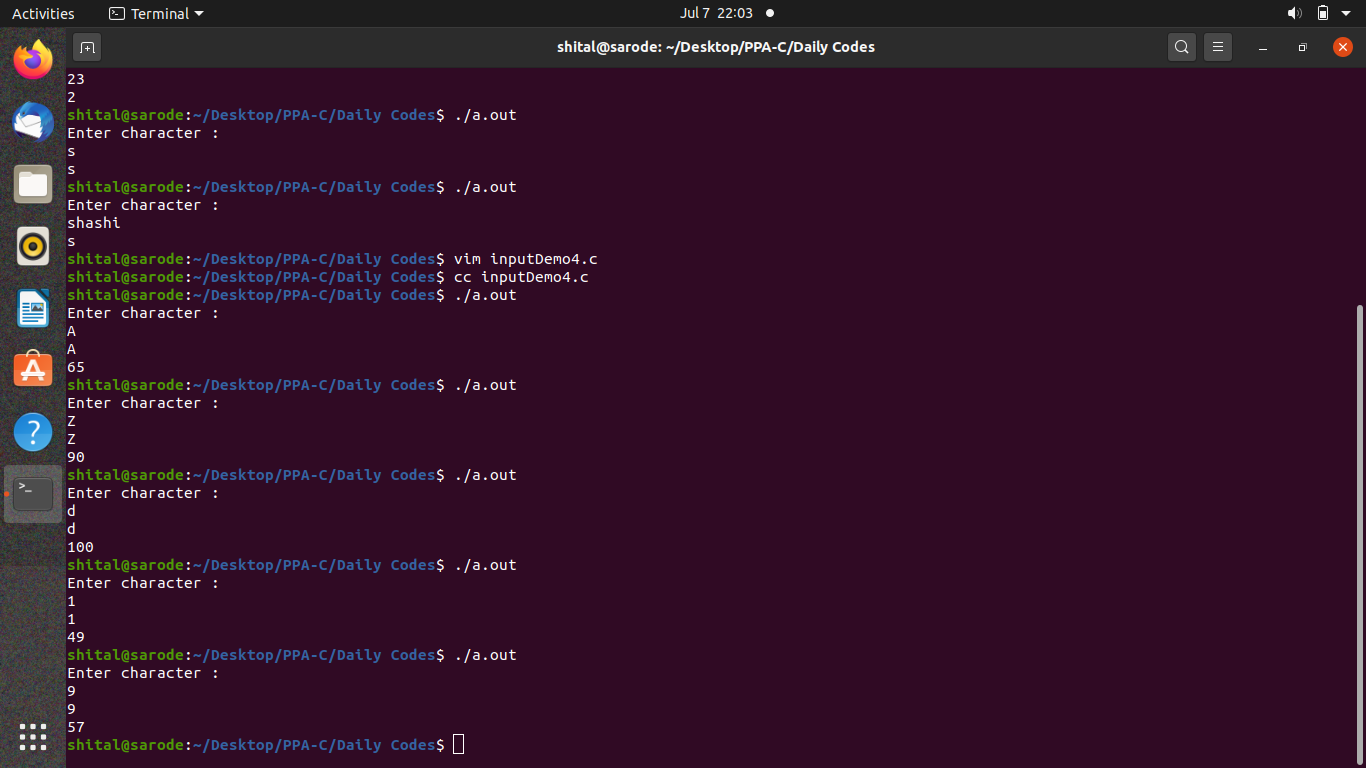 Activities
Terminal
Jul 7 22:03
shital@sarode: ~/Desktop/PPA-C/Daily Codes
23
2
shital@sarode:~/Desktop/PPA-C/Daily Codes$ ./a.out
Enter character :
s
s
shital@sarode:~/Desktop/PPA-C/Daily Codes$ ./a.out
Enter character :
shashi
s
shital@sarode:~/Desktop/PPA-C/Daily Codes$ vim inputDemo4.c
shital@sarode:~/Desktop/PPA-C/Daily Codes$ cc inputDemo4.c
shital@sarode:~/Desktop/PPA-C/Daily Codes$ ./a.out
Enter character :
A
A
65
shital@sarode:~/Desktop/PPA-C/Daily Codes$ ./a.out
Enter character :
Z
Z
90
shital@sarode:~/Desktop/PPA-C/Daily Codes$ ./a.out
Enter character :
d
d
100
shital@sarode:~/Desktop/PPA-C/Daily Codes$ ./a.out
Enter character :
1
1
49
shital@sarode:~/Desktop/PPA-C/Daily Codes$ ./a.out
Enter character :
9
9
57
shital@sarode:~/Desktop/PPA-C/Daily Codes$